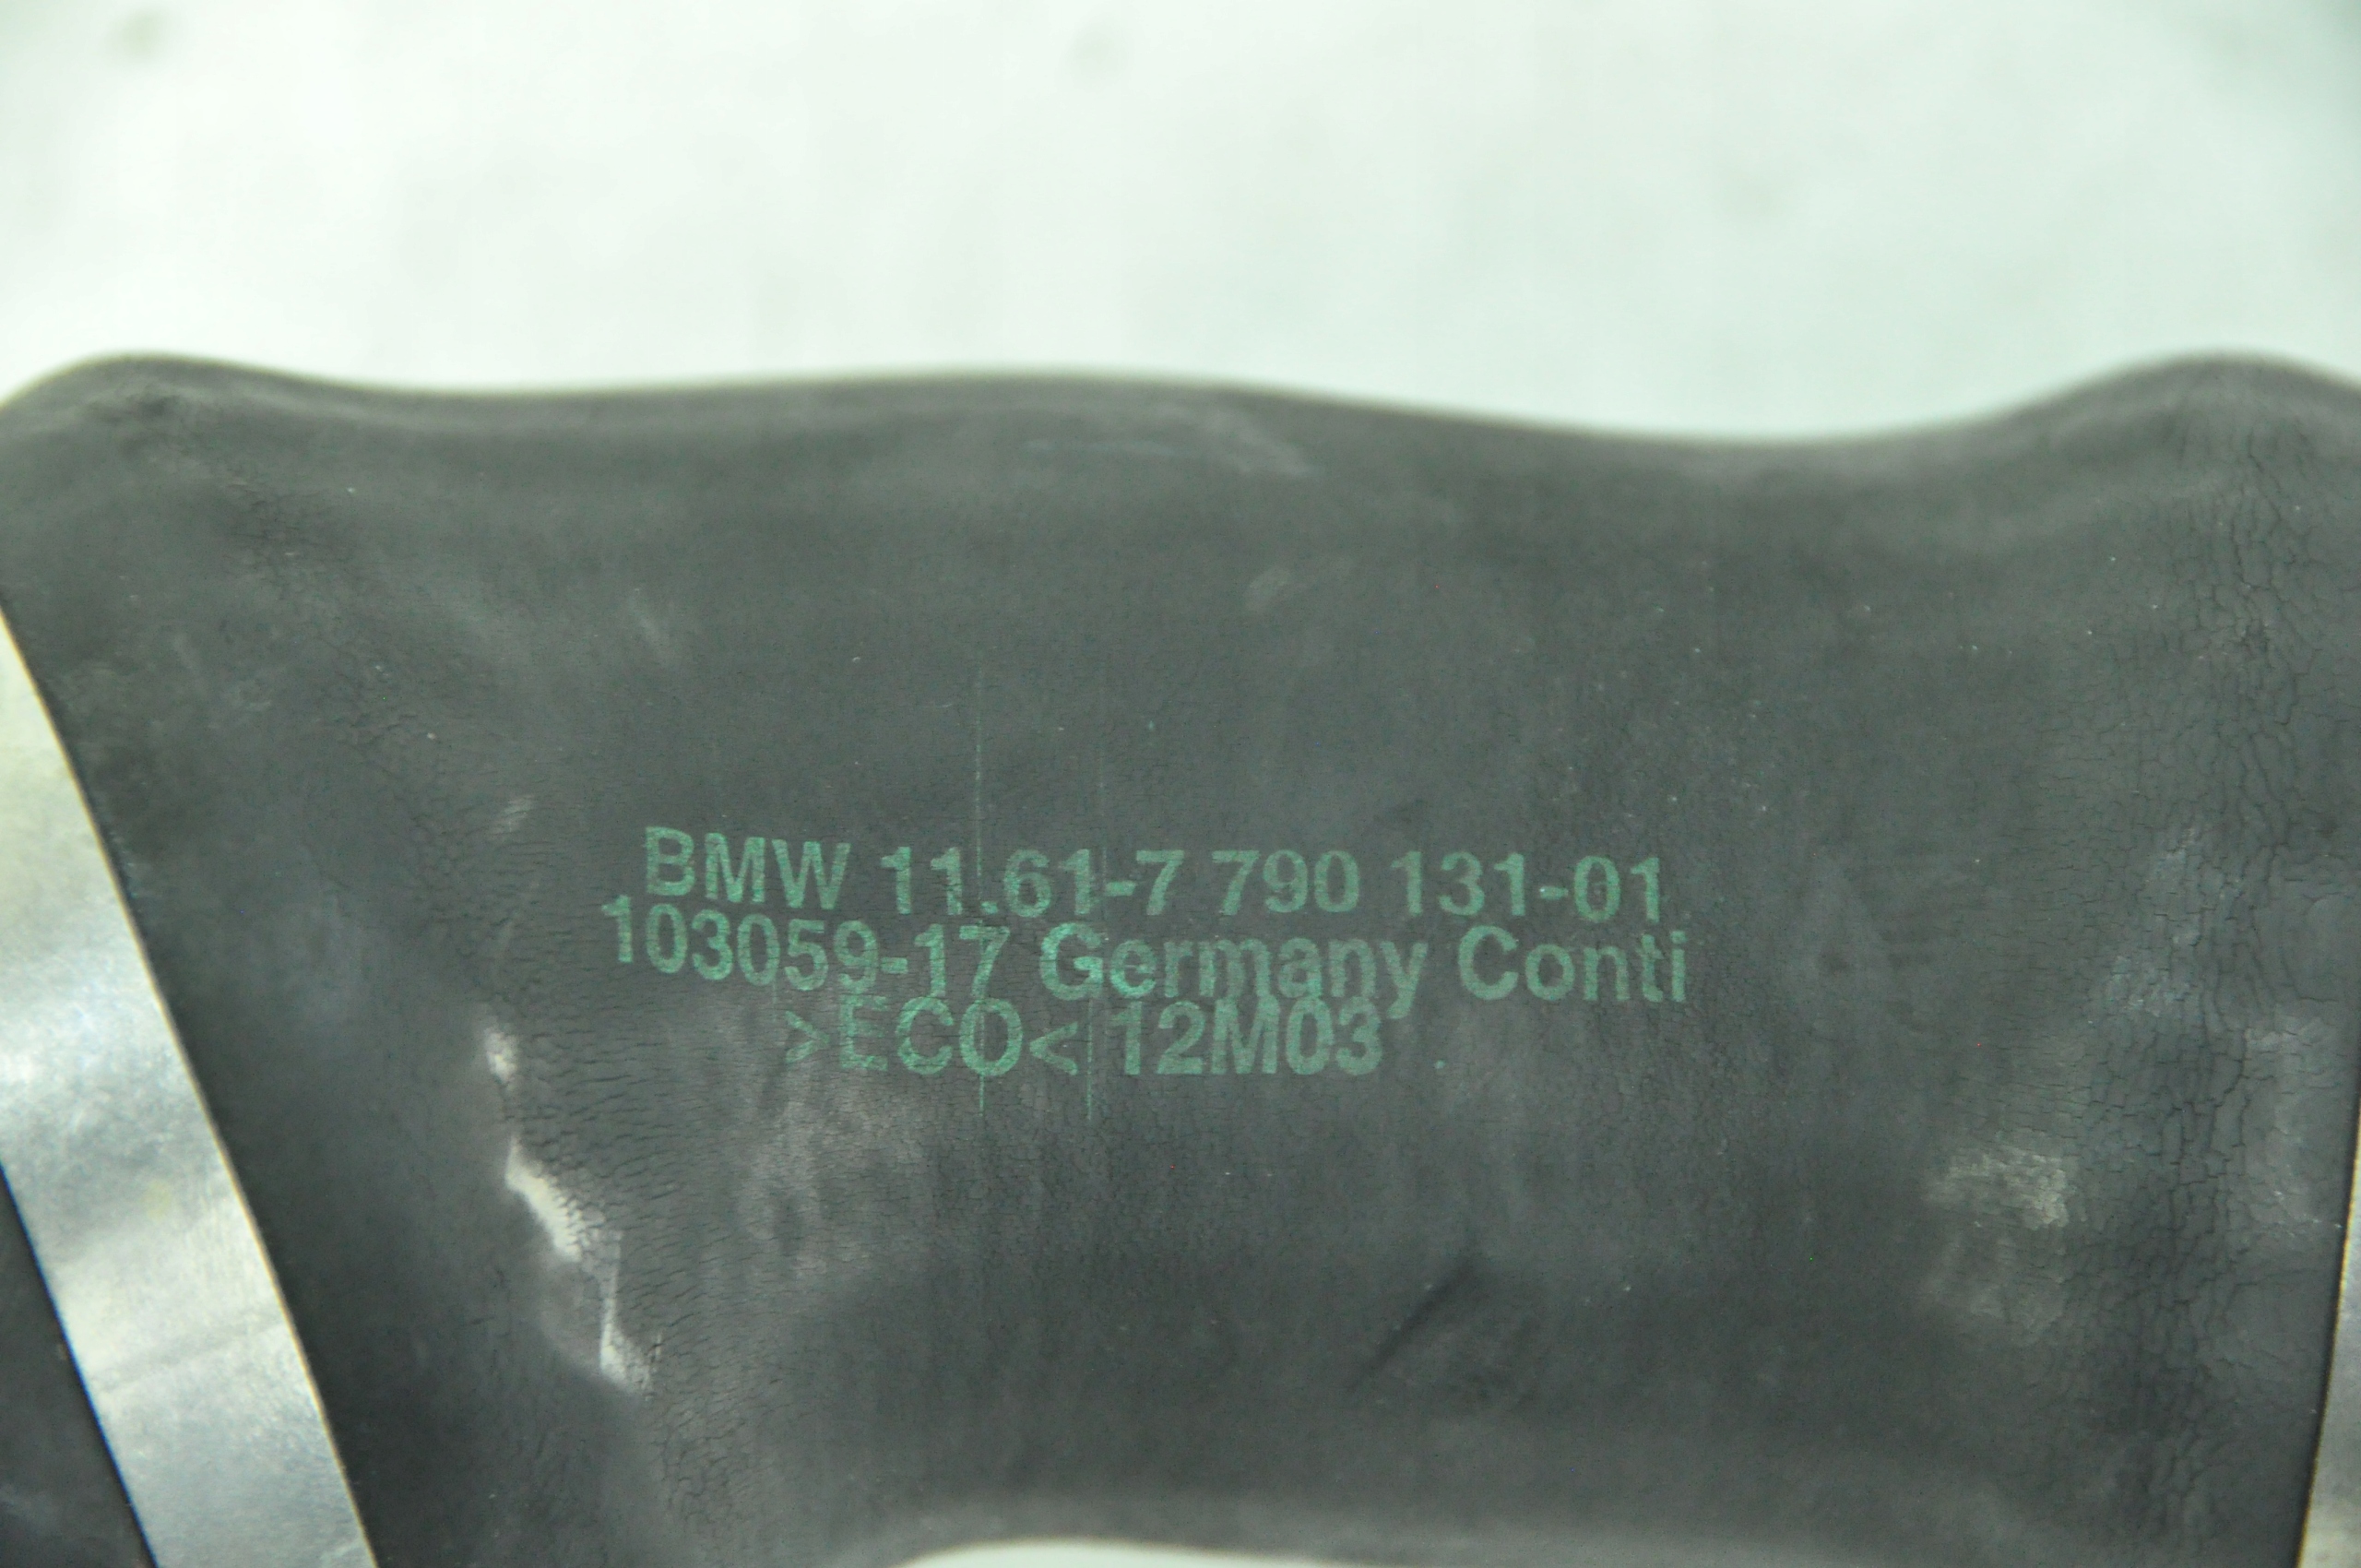 BMW 11.61-7 790 131-01
103059-17 Germany Conti
>ECO< 12M03